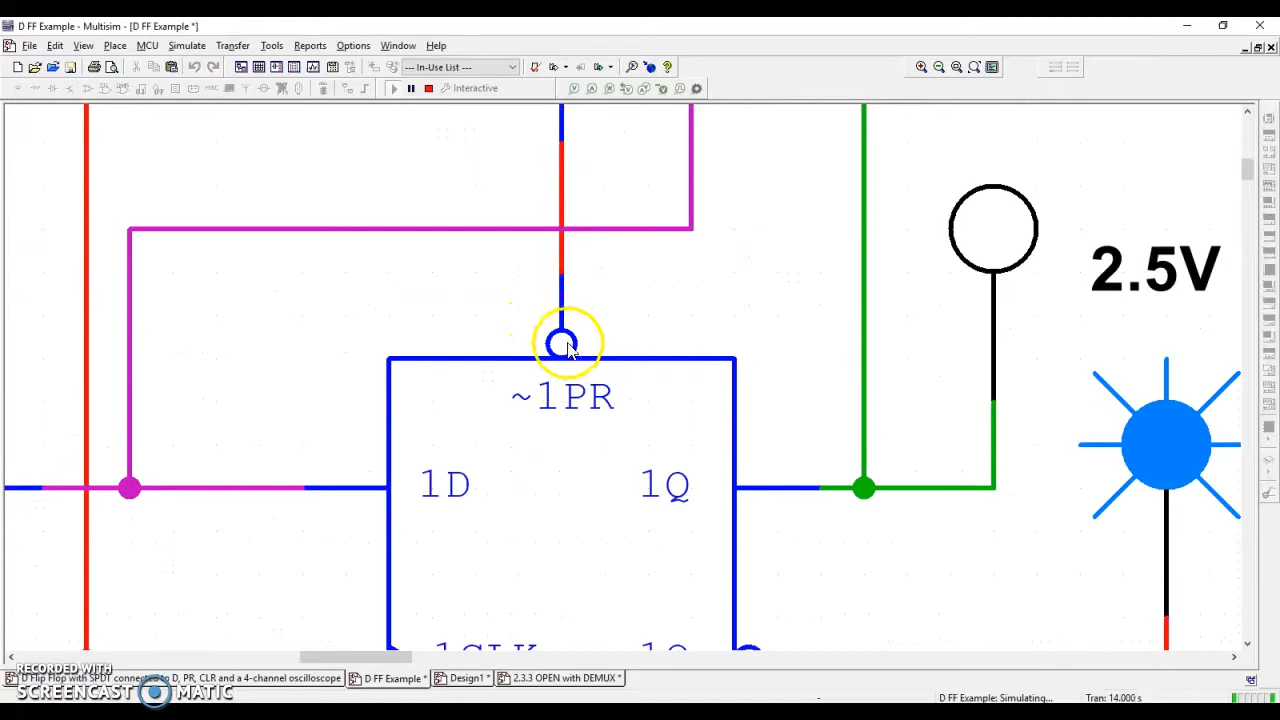 D FF Example - Multisim - [D FF Example *]
File Edit View Place MCU Simulate Transfer Tools Reports Options Window Help
--- In-Use List ---
Interactive
2.5V
~1PR
1D 1Q
1CLK 1Q
RECORDED WITH
SCREENCAST MATIC
D Flip Flop with SPDT connected to D, PR, CLR and a 4-channel oscilloscope D FF Example * Design1 * 2.3.3 OPEN with DEMUX *
D FF Example: Simulating... Tran: 14.000 s